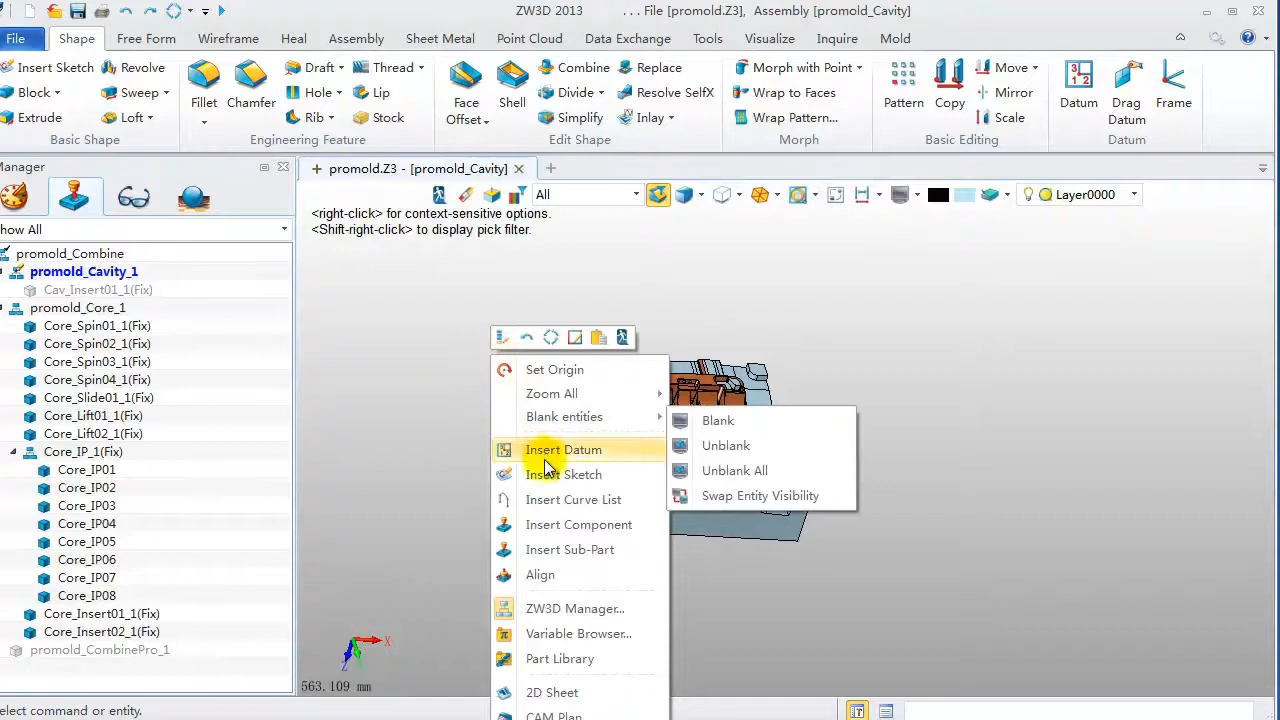 ZW3D 2013 . . . File [promold.Z3], Assembly [promold_Cavity]
File Shape Free Form Wireframe Heal Assembly Sheet Metal Point Cloud Data Exchange Tools Visualize Inquire Mold
Insert Sketch Revolve Draft Hole Rib Thread Lip Stock Combine Divide Simplify Replace Resolve SelfX Inlay Morph with Point Wrap to Faces Wrap Pattern... Move Mirror Scale
Block Sweep
Extrude Loft
Fillet Chamfer Face Offset Shell Pattern Copy Datum Drag Datum Frame
Basic Shape Engineering Feature Edit Shape Morph Basic Editing Datum
Manager
promold.Z3 - [promold_Cavity]
All
Layer0000
<right-click> for context-sensitive options.
<Shift-right-click> to display pick filter.
how All
promold_Combine
promold_Cavity_1
Cav_Insert01_1(Fix)
promold_Core_1
Core_Spin01_1(Fix)
Core_Spin02_1(Fix)
Core_Spin03_1(Fix)
Core_Spin04_1(Fix)
Core_Slide01_1(Fix)
Core_Lift01_1(Fix)
Core_Lift02_1(Fix)
Core_IP_1(Fix)
Core_IP01
Core_IP02
Core_IP03
Core_IP04
Core_IP05
Core_IP06
Core_IP07
Core_IP08
Core_Insert01_1(Fix)
Core_Insert02_1(Fix)
promold_CombinePro_1
Set Origin
Zoom All
Blank entities
Insert Datum
Insert Sketch
Insert Curve List
Insert Component
Insert Sub-Part
Align
ZW3D Manager...
Variable Browser...
Part Library
2D Sheet
CAM Plan
Blank
Unblank
Unblank All
Swap Entity Visibility
X
Z
563.109 mm
elect command or entity.